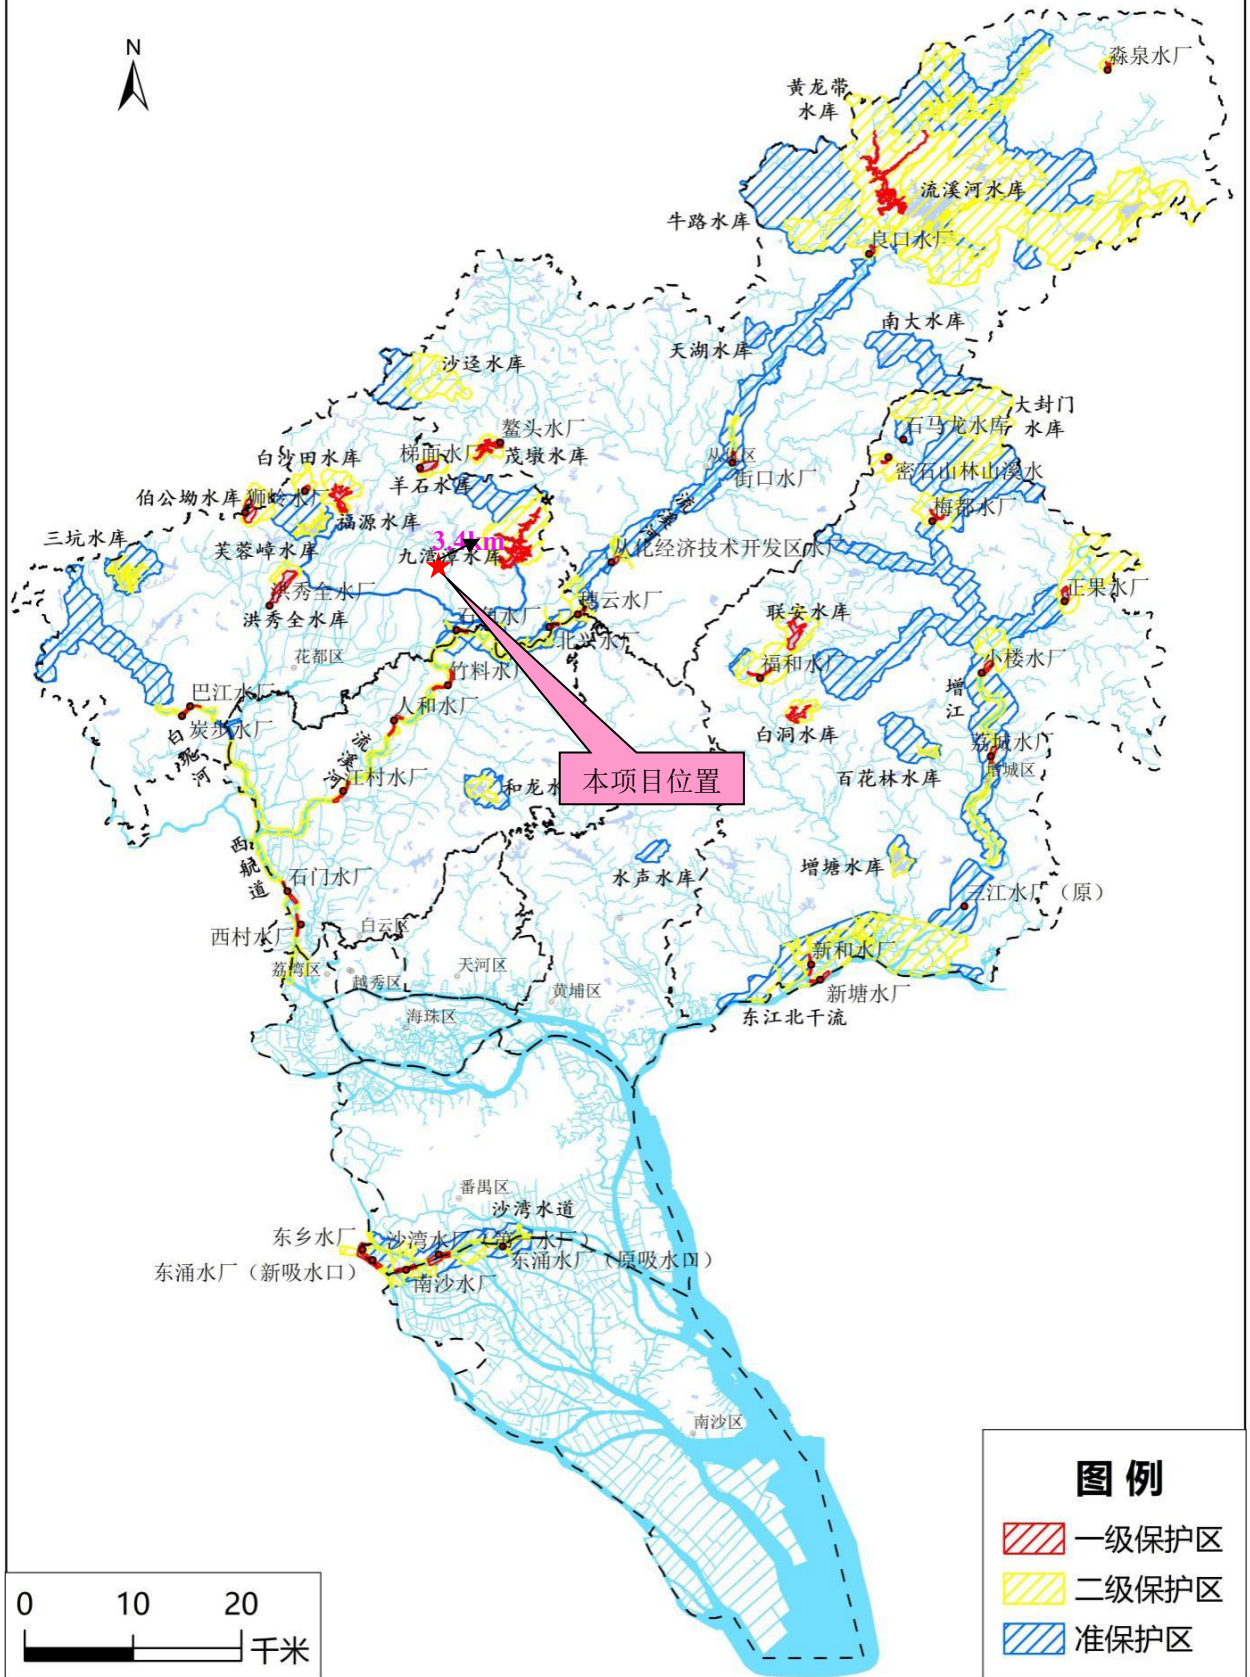 N
淼泉水厂
黄龙带
水库
流溪河水库
牛路水库
良口水厂
南大水库
天湖水库
沙迳水库
大封门
水库
石马龙水库
鳌头水厂
梯面水厂
茂墩水库
羊石水库
从化区
街口水厂
密石山林山溪水
白沙田水库
伯公坳水库
狮岭水厂
福源水库
梅都水厂
流溪河
三坑水库
芙蓉嶂水库
3.4km
九湾潭水库
从化经济技术开发区水厂
洪秀全水厂
洪秀全水库
正果水厂
联安水库
穗云水厂
石角水厂
北兴水厂
花都区
竹料水厂
福和水厂
小楼水厂
增江
巴江水厂
炭步水厂
白坭河
人和水厂
流溪河
白洞水库
荔城水厂
增城区
本项目位置
江村水厂
和龙水
百花林水库
西航道
水声水库
增塘水库
石门水厂
三江水厂（原）
西村水厂
白云区
荔湾区
越秀区
天河区
新和水厂
新塘水厂
黄埔区
海珠区
东江北干流
番禺区
沙湾水道
东乡水厂
沙湾水厂
东涌水厂（原吸水口）
东涌水厂（新吸水口）
南沙水厂
南沙区
图 例
一级保护区
二级保护区
准保护区
0 10 20
千米